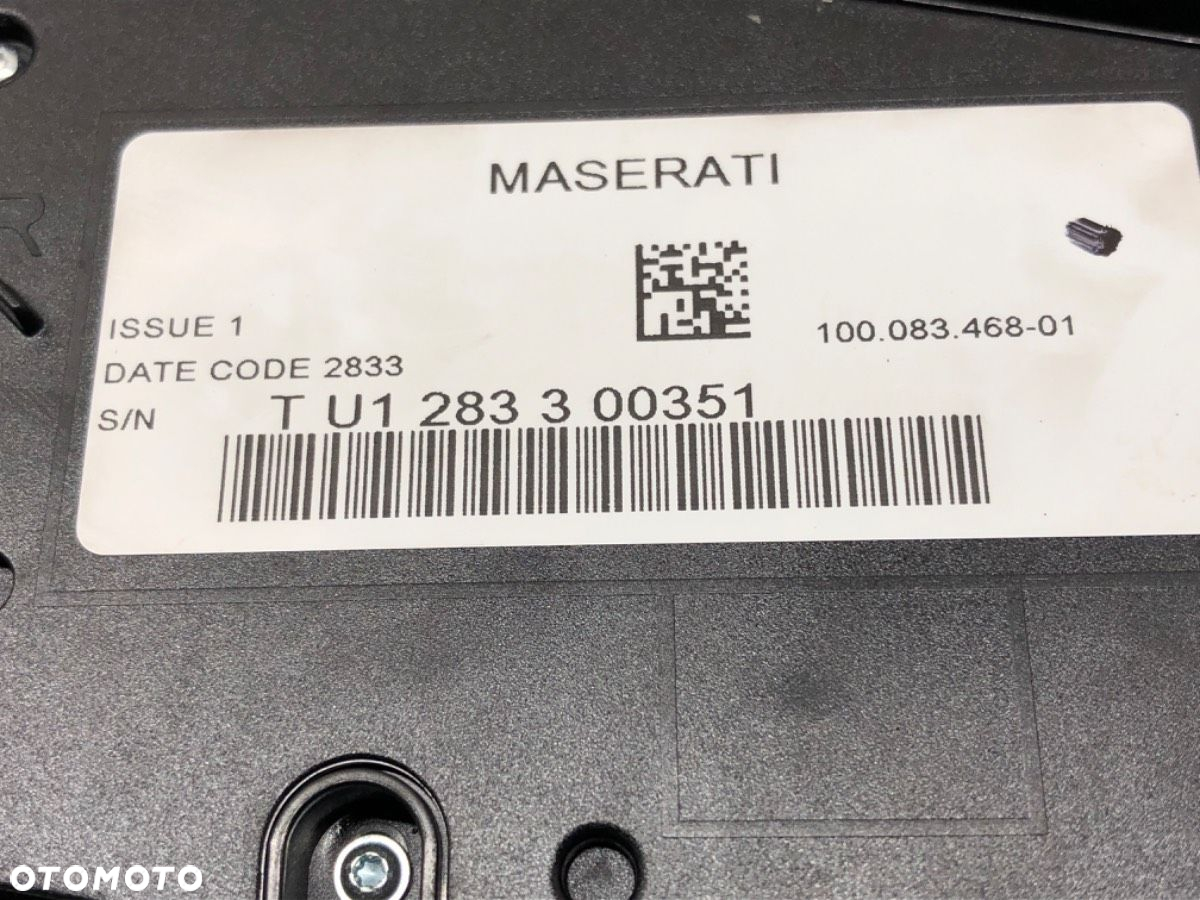 MASERATI
ISSUE 1
100.083.468-01
DATE CODE 2833
S/N T U1 283 3 00351
R
OTOMOTO